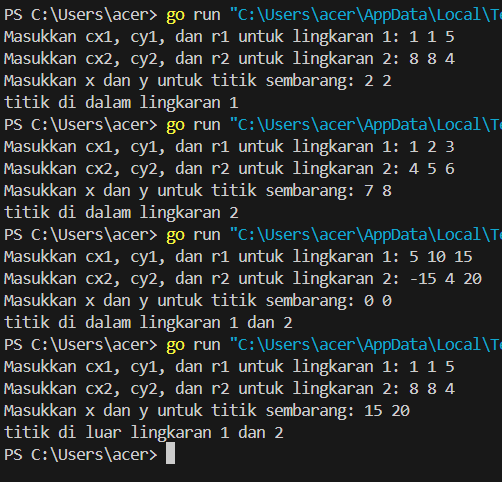 PS C:\Users\acer> go run "C:\Users\acer\AppData\Local\Te
Masukkan cx1, cy1, dan r1 untuk lingkaran 1: 1 1 5
Masukkan cx2, cy2, dan r2 untuk lingkaran 2: 8 8 4
Masukkan x dan y untuk titik sembarang: 2 2
titik di dalam lingkaran 1
PS C:\Users\acer> go run "C:\Users\acer\AppData\Local\Te
Masukkan cx1, cy1, dan r1 untuk lingkaran 1: 1 2 3
Masukkan cx2, cy2, dan r2 untuk lingkaran 2: 4 5 6
Masukkan x dan y untuk titik sembarang: 7 8
titik di dalam lingkaran 2
PS C:\Users\acer> go run "C:\Users\acer\AppData\Local\Te
Masukkan cx1, cy1, dan r1 untuk lingkaran 1: 5 10 15
Masukkan cx2, cy2, dan r2 untuk lingkaran 2: -15 4 20
Masukkan x dan y untuk titik sembarang: 0 0
titik di dalam lingkaran 1 dan 2
PS C:\Users\acer> go run "C:\Users\acer\AppData\Local\Te
Masukkan cx1, cy1, dan r1 untuk lingkaran 1: 1 1 5
Masukkan cx2, cy2, dan r2 untuk lingkaran 2: 8 8 4
Masukkan x dan y untuk titik sembarang: 15 20
titik di luar lingkaran 1 dan 2
PS C:\Users\acer>